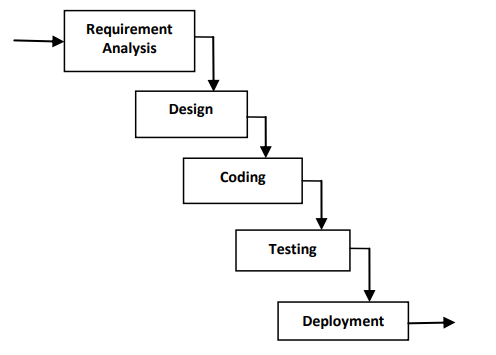 Requirement
Analysis
Design
Coding
Testing
Deployment